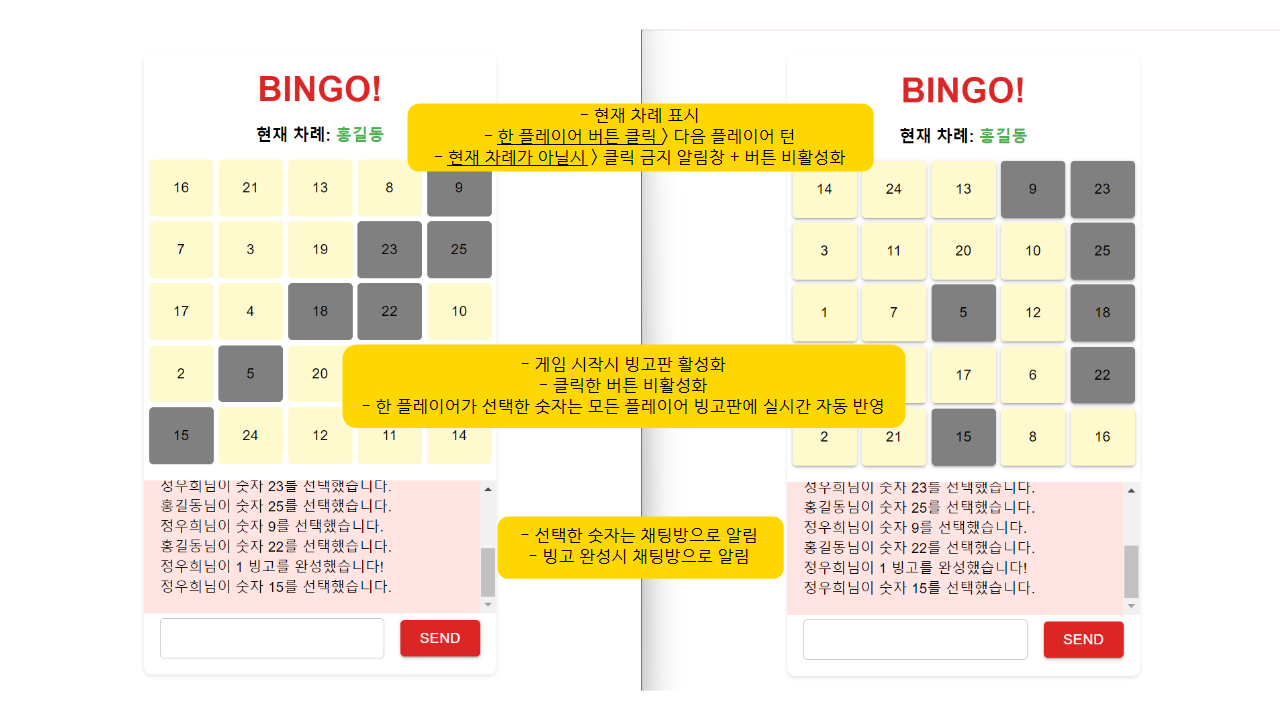 BINGO!
현재 차례: 홍길동
16 21 13 8 9
7 3 19 23 25
17 4 18 22 10
2 5 20
15 24 12 11 14
정우희님이 숫자 23를 선택했습니다.
홍길동님이 숫자 25를 선택했습니다.
정우희님이 숫자 9를 선택했습니다.
홍길동님이 숫자 22를 선택했습니다.
정우희님이 1 빙고를 완성했습니다!
정우희님이 숫자 15를 선택했습니다.
SEND
- 현재 차례 표시
- 한 플레이어 버튼 클릭 > 다음 플레이어 턴
- 현재 차례가 아닐시 > 클릭 금지 알림창 + 버튼 비활성화
- 게임 시작시 빙고판 활성화
- 클릭한 버튼 비활성화
- 한 플레이어가 선택한 숫자는 모든 플레이어 빙고판에 실시간 자동 반영
- 선택한 숫자는 채팅방으로 알림
- 빙고 완성시 채팅방으로 알림
BINGO!
현재 차례: 홍길동
14 24 13 9 23
3 11 20 10 25
1 7 5 12 18
17 6 22
2 21 15 8 16
정우희님이 숫자 23를 선택했습니다.
홍길동님이 숫자 25를 선택했습니다.
정우희님이 숫자 9를 선택했습니다.
홍길동님이 숫자 22를 선택했습니다.
정우희님이 1 빙고를 완성했습니다!
정우희님이 숫자 15를 선택했습니다.
SEND